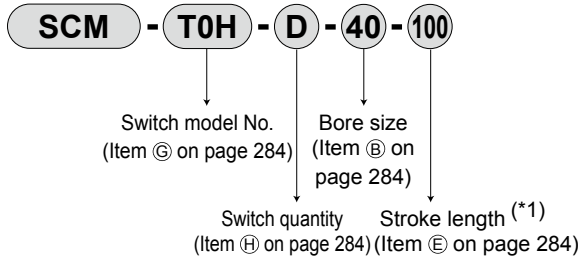 SCM - T0H - D - 40 - 100
Switch model No.
(Item Ⓖ on page 284)
Bore size
(Item Ⓑ on
page 284)
Switch quantity
(Item Ⓗ on page 284)
Stroke length (*1)
(Item Ⓔ on page 284)